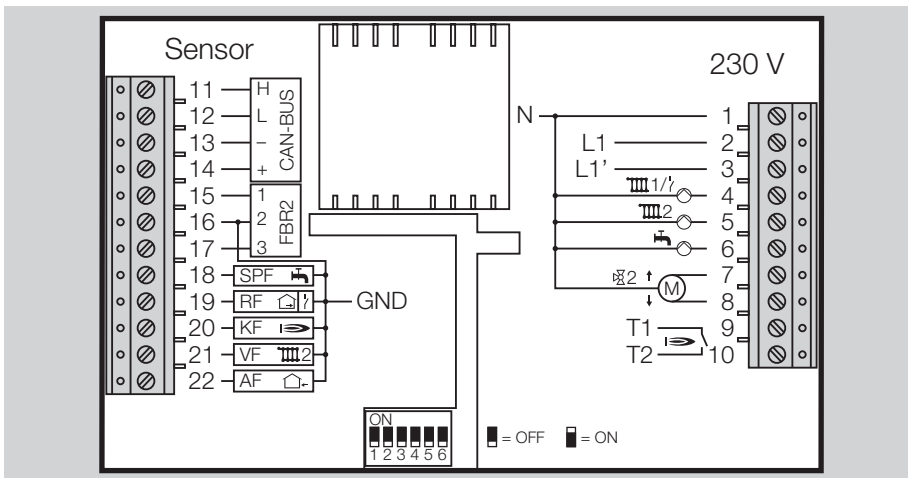 Sensor
11 H
12 L
13 −
14 +
CAN-BUS
15 1
16 2
17 3
FBR2
18 SPF
19 RF
20 KF
21 VF 2
22 AF
GND
ON
1 2 3 4 5 6
= OFF
= ON
230 V
N 1
L1 2
L1’ 3
1/ 4
2 5
6
2 M 7
8
T1 9
T2 10